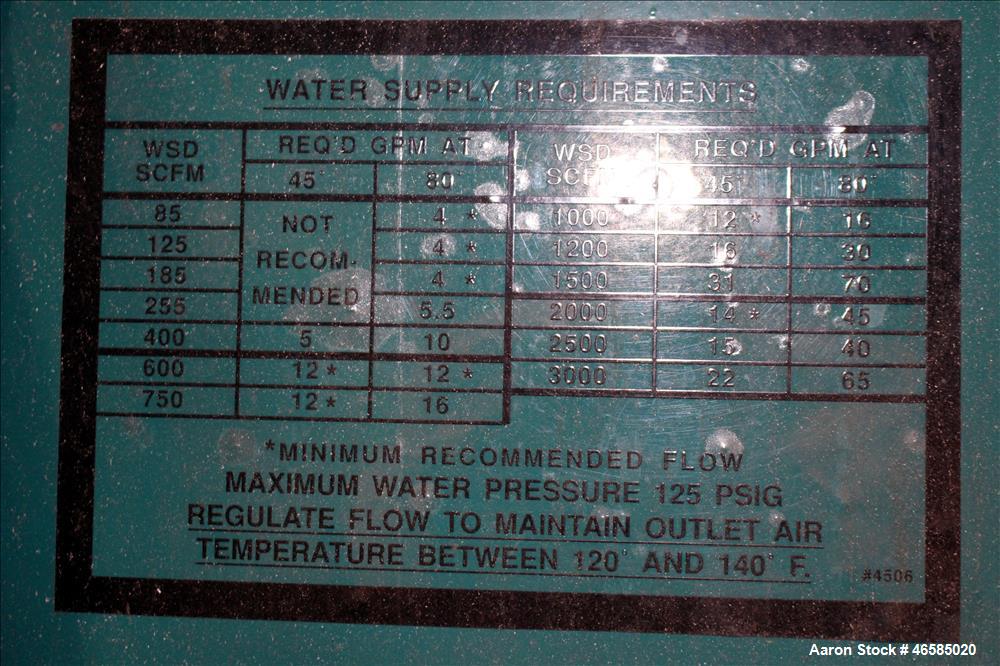 WATER SUPPLY REQUIREMENTS
WSD SCFM REQ'D GPM AT 45° 80°
85 NOT RECOM-MENDED 4 *
125 4 *
185 4 *
255 5.5
400 5 10
600 12 * 12 *
750 12 * 16
WSD SCFM REQ'D GPM AT 45° 80°
1000 12 * 16
1200 16 30
1500 31 70
2000 14 * 45
2500 15 40
3000 22 65
*MINIMUM RECOMMENDED FLOW
MAXIMUM WATER PRESSURE 125 PSIG
REGULATE FLOW TO MAINTAIN OUTLET AIR
TEMPERATURE BETWEEN 120° AND 140° F.
#4506
Aaron Stock # 46585020